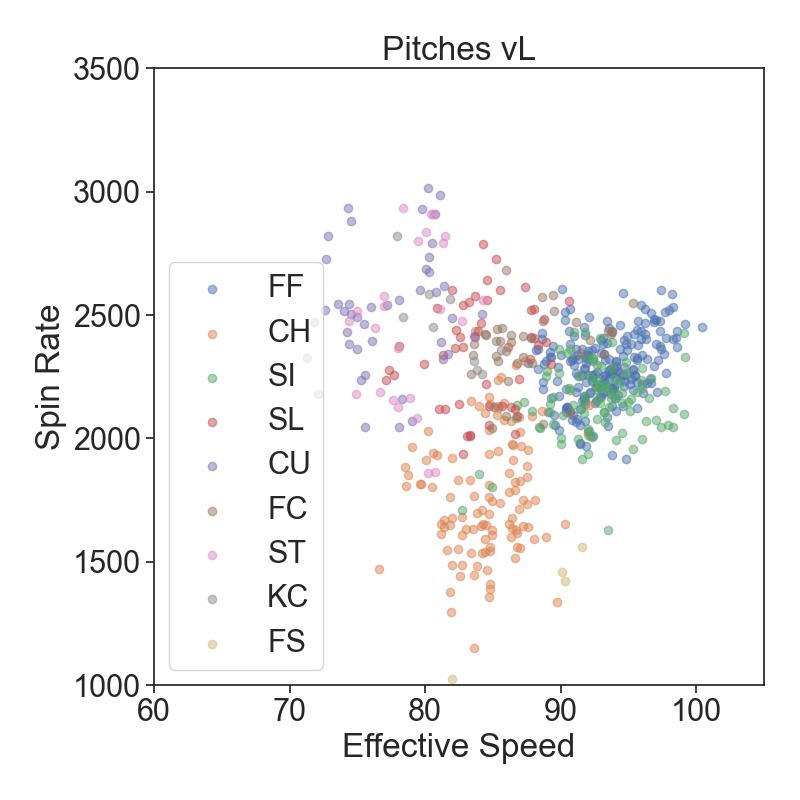 Pitches vL
3500
3000
2500
2000
1500
1000
Spin Rate
FF
CH
SI
SL
CU
FC
ST
KC
FS
60 70 80 90 100
Effective Speed